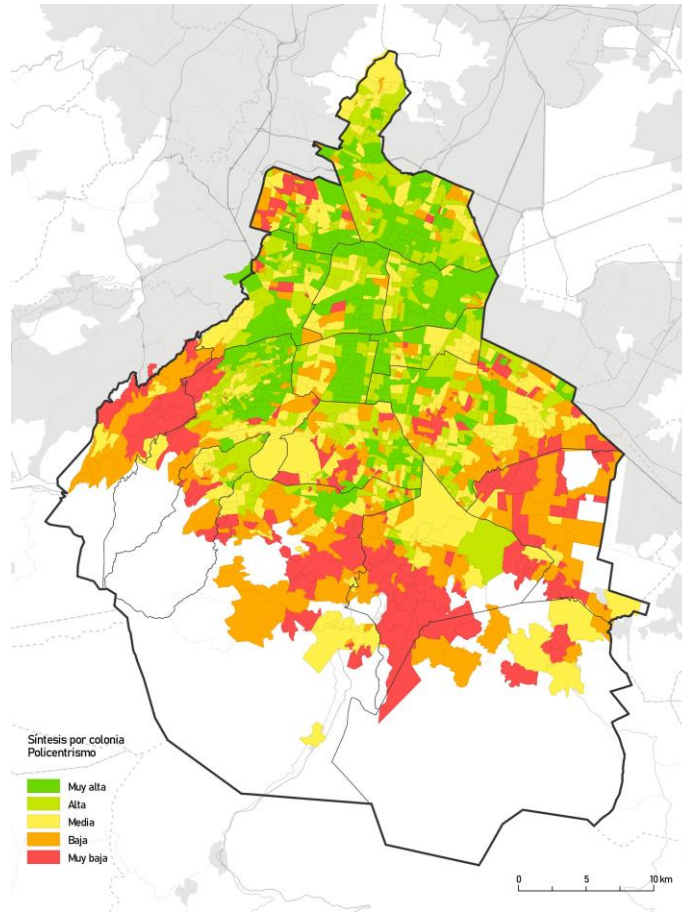 Síntesis por colonia
Policentrismo
Muy alta
Alta
Media
Baja
Muy baja
0 5 10 km